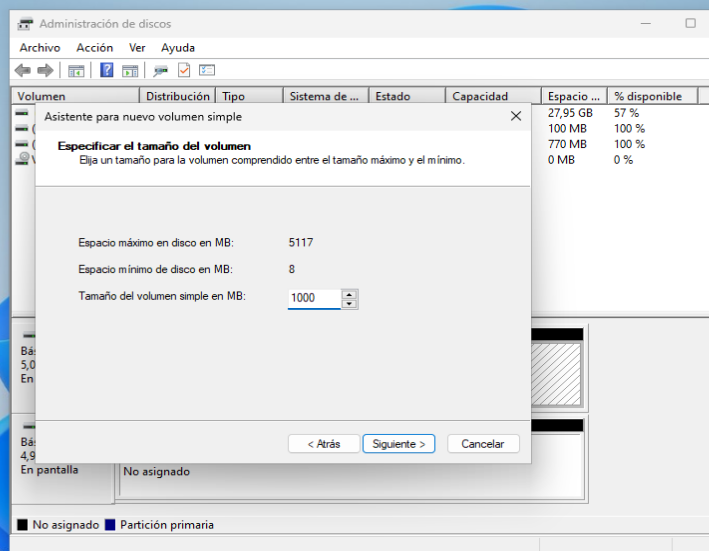 Administración de discos
Archivo Acción Ver Ayuda
Volumen Distribución Tipo Sistema de ... Estado Capacidad Espacio ... % disponible
27,95 GB 57 %
100 MB 100 %
770 MB 100 %
0 MB 0 %
Asistente para nuevo volumen simple
Especificar el tamaño del volumen
Elija un tamaño para la volumen comprendido entre el tamaño máximo y el mínimo.
Espacio máximo en disco en MB: 5117
Espacio mínimo de disco en MB: 8
Tamaño del volumen simple en MB: 1000
< Atrás Siguiente > Cancelar
Bás
5,0
En
Bás
4,9
En pantalla
No asignado
No asignado Partición primaria